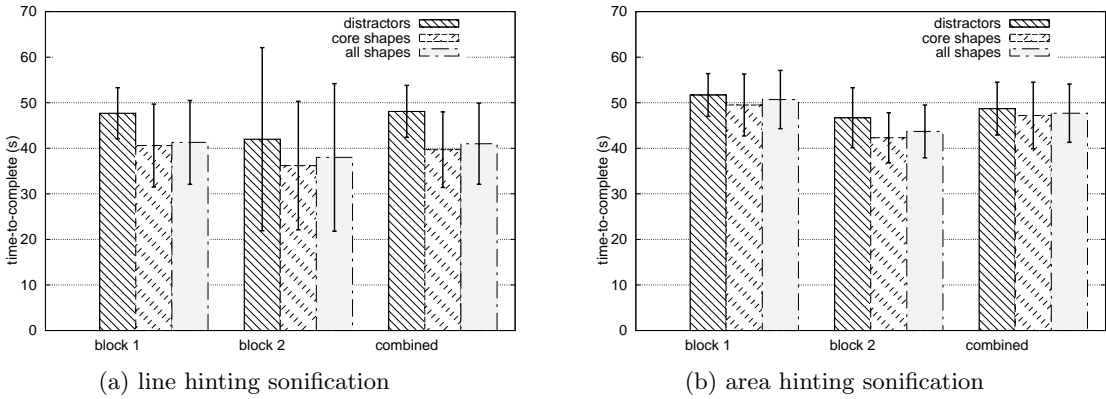 70
60
50
40
30
20
10
0
time-to-complete (s)
distractors
core shapes
all shapes
block 1 block 2 combined
(a) line hinting sonification
70
60
50
40
30
20
10
0
time-to-complete (s)
distractors
core shapes
all shapes
block 1 block 2 combined
(b) area hinting sonification